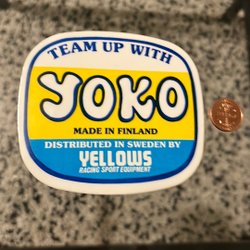 TEAM UP WITH
YOKO
MADE IN FINLAND
DISTRIBUTED IN SWEDEN BY
YELLOWS
RACING SPORT EQUIPMENT